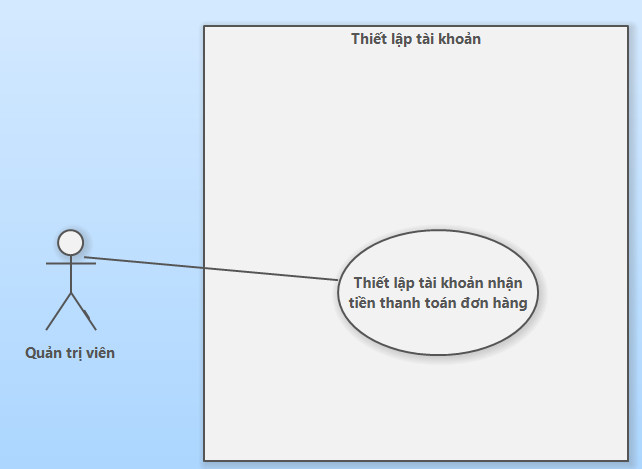 Thiết lập tài khoản
Thiết lập tài khoản nhận
tiền thanh toán đơn hàng
Quản trị viên